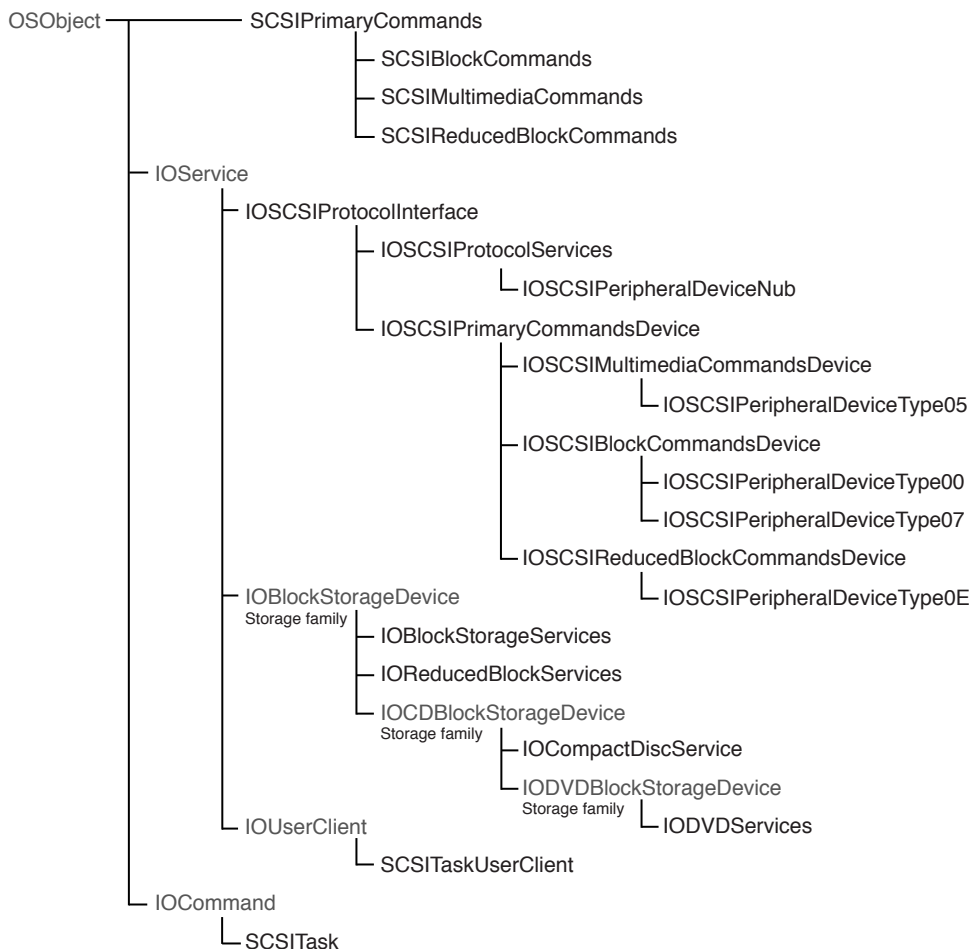 OSObject
SCSIPrimaryCommands
SCSIBlockCommands
SCSIMultimediaCommands
SCSIReducedBlockCommands
IOService
IOSCSIProtocolInterface
IOSCSIProtocolServices
IOSCSIPeripheralDeviceNub
IOSCSIPrimaryCommandsDevice
IOSCSIMultimediaCommandsDevice
IOSCSIPeripheralDeviceType05
IOSCSIBlockCommandsDevice
IOSCSIPeripheralDeviceType00
IOSCSIPeripheralDeviceType07
IOSCSIReducedBlockCommandsDevice
IOSCSIPeripheralDeviceType0E
IOBlockStorageDevice
Storage family
IOBlockStorageServices
IOReducedBlockServices
IOCDBlockStorageDevice
Storage family
IOCompactDiscService
IODVDBlockStorageDevice
Storage family
IODVDServices
IOUserClient
SCSITaskUserClient
IOCommand
SCSITask